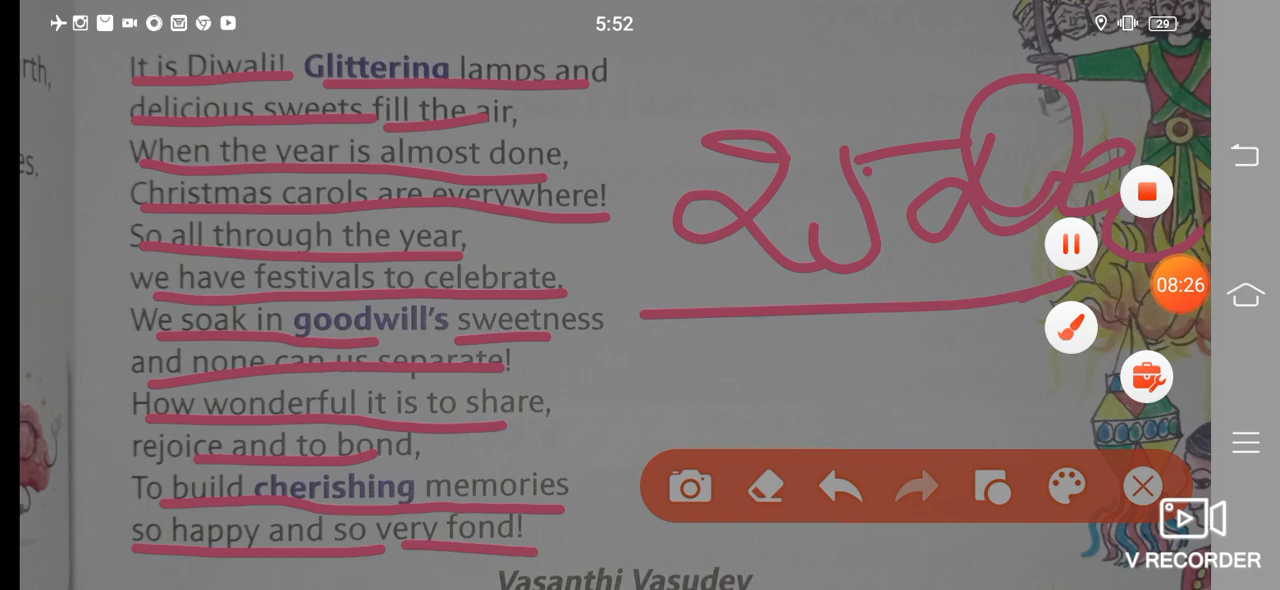 5:52
29
rth,
es.
It is Diwali! Glittering lamps and
delicious sweets fill the air,
When the year is almost done,
Christmas carols are everywhere!
So all through the year,
we have festivals to celebrate.
We soak in goodwill's sweetness
and none can us separate!
How wonderful it is to share,
rejoice and to bond,
To build cherishing memories
so happy and so very fond!
Vasanthi Vasudev
08:26
V RECORDER